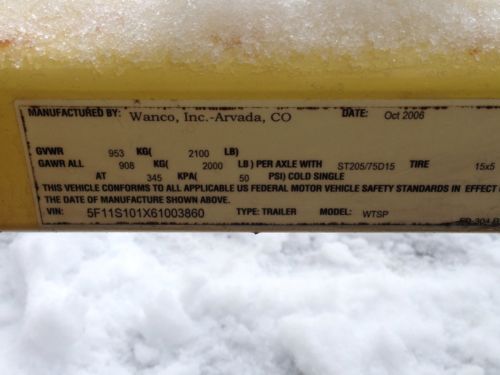 MANUFACTURED BY: Wanco, Inc.-Arvada, CO DATE: Oct 2006
GVWR 953 KG( 2100 LB)
GAWR ALL 908 KG( 2000 LB) PER AXLE WITH ST205/75D15 TIRE 15x5
AT 345 KPA( 50 PSI) COLD SINGLE
THIS VEHICLE CONFORMS TO ALL APPLICABLE US FEDERAL MOTOR VEHICLE SAFETY STANDARDS IN EFFECT
THE DATE OF MANUFACTURE SHOWN ABOVE.
VIN: 5F11S101X61003860 TYPE: TRAILER MODEL: WTSP